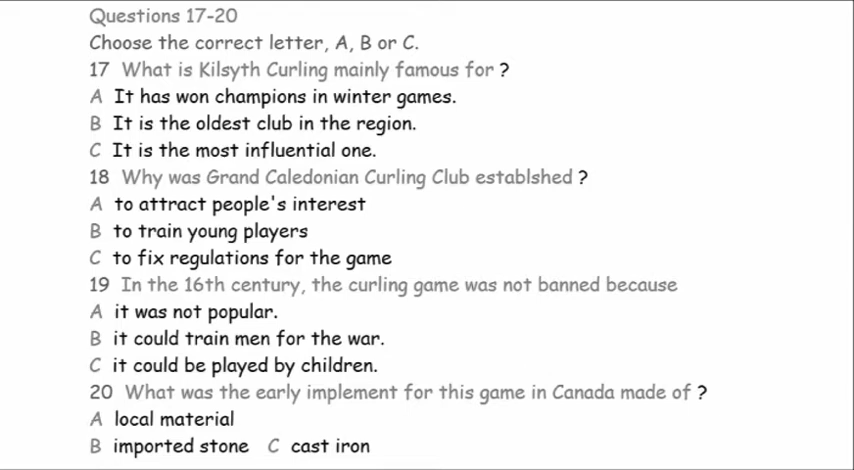 Questions 17-20
Choose the correct letter, A, B or C.
17 What is Kilsyth Curling mainly famous for ?
A It has won champions in winter games.
B It is the oldest club in the region.
C It is the most influential one.
18 Why was Grand Caledonian Curling Club establshed ?
A to attract people's interest
B to train young players
C to fix regulations for the game
19 In the 16th century, the curling game was not banned because
A it was not popular.
B it could train men for the war.
C it could be played by children.
20 What was the early implement for this game in Canada made of ?
A local material
B imported stone C cast iron